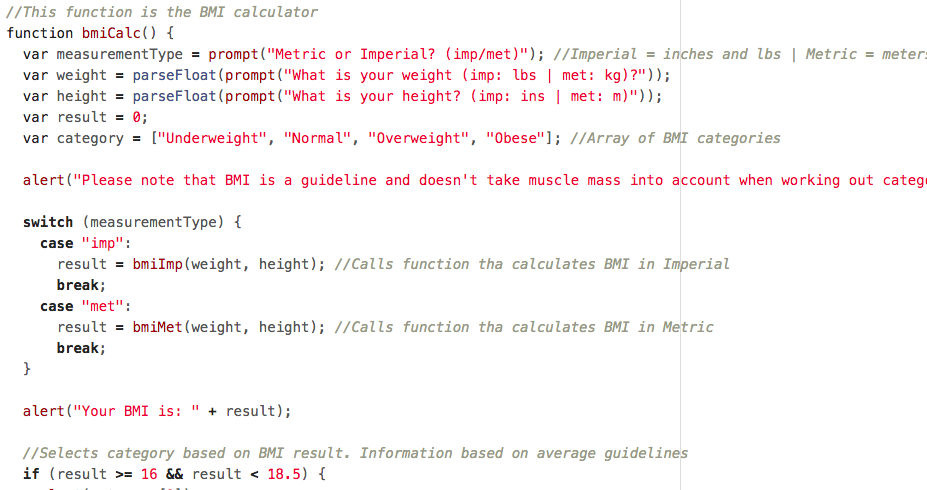 //This function is the BMI calculator
function bmiCalc() {
  var measurementType = prompt("Metric or Imperial? (imp/met)"); //Imperial = inches and lbs | Metric = meters
  var weight = parseFloat(prompt("What is your weight (imp: lbs | met: kg)?"));
  var height = parseFloat(prompt("What is your height? (imp: ins | met: m)"));
  var result = 0;
  var category = ["Underweight", "Normal", "Overweight", "Obese"]; //Array of BMI categories
  alert("Please note that BMI is a guideline and doesn't take muscle mass into account when working out
  switch (measurementType) {
    case "imp":
      result = bmiImp(weight, height); //Calls function tha calculates BMI in Imperial
      break;
    case "met":
      result = bmiMet(weight, height); //Calls function tha calculates BMI in Metric
      break;
  }
  alert("Your BMI is: " + result);
  //Selects category based on BMI result. Information based on average guidelines
  if (result >= 16 && result < 18.5) {